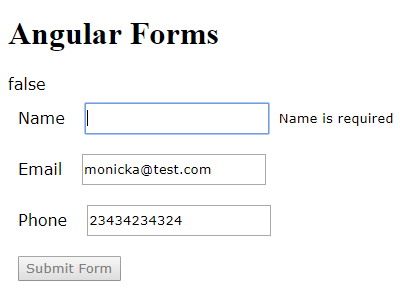 Angular Forms
false
Name Name is required
Email monicka@test.com
Phone 23434234324
Submit Form